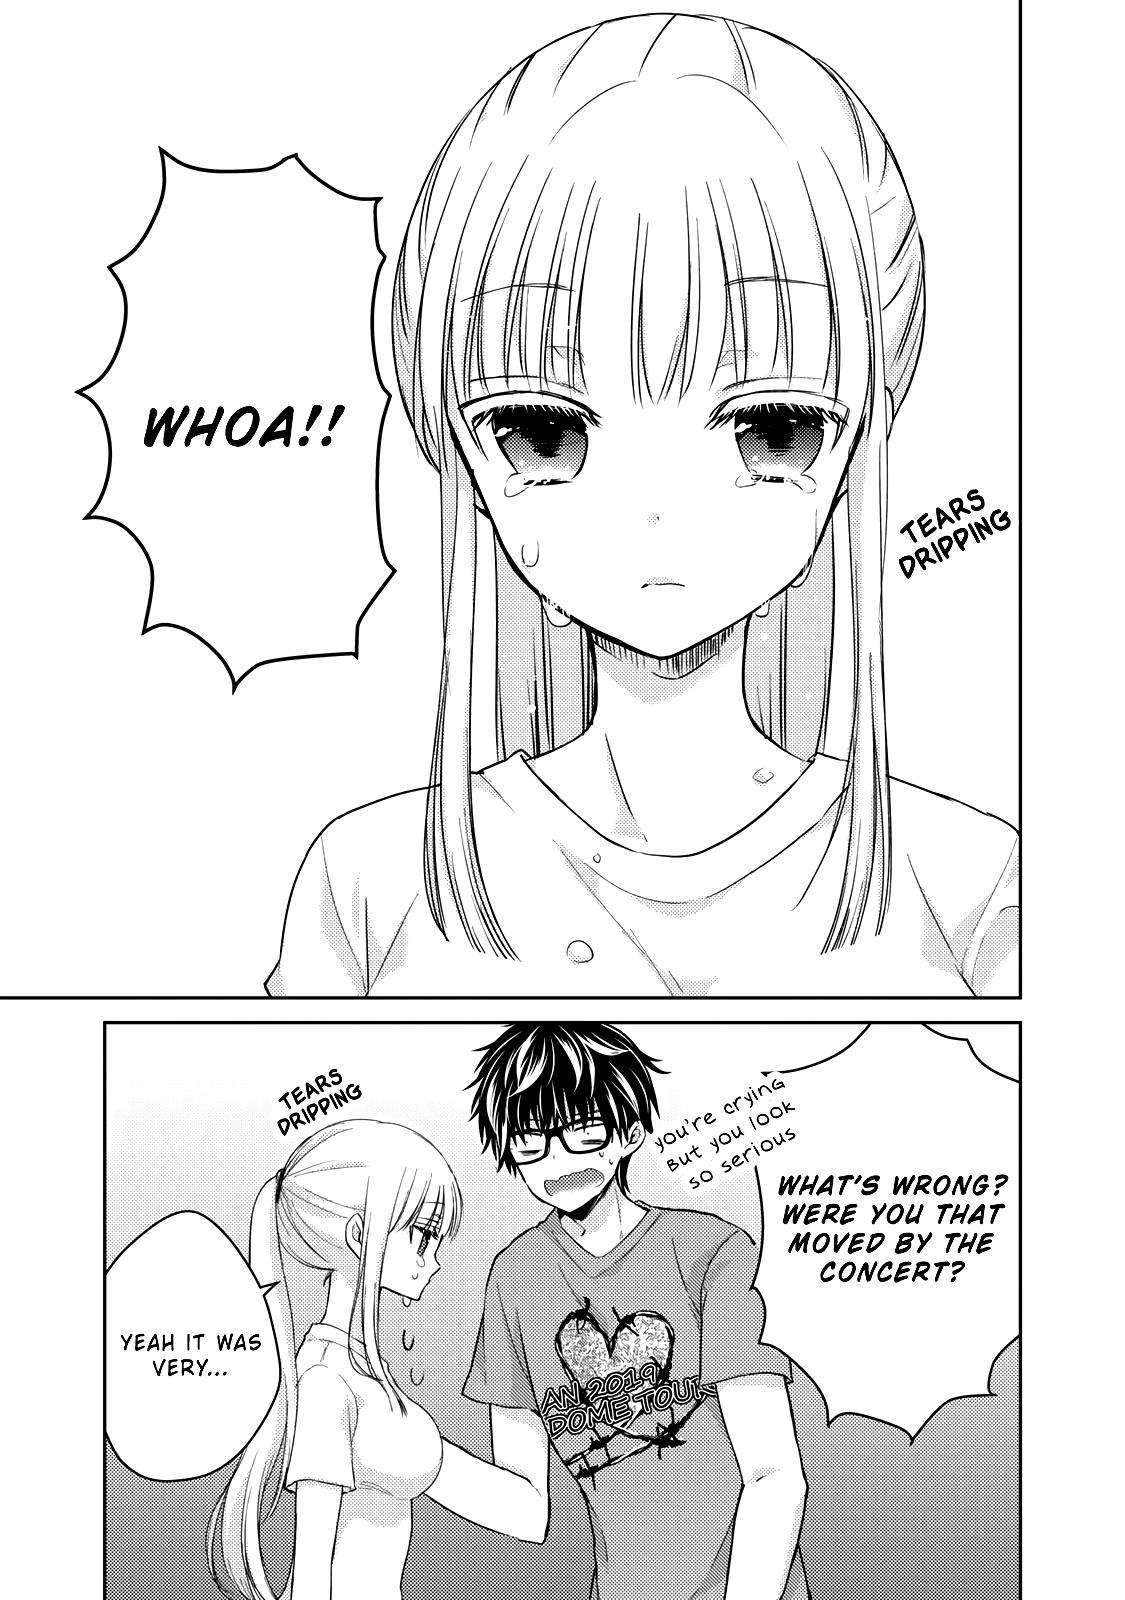 WHOA!!
TEARS
DRIPPING
WHAT'S WRONG?
WERE YOU THAT
MOVED BY THE
CONCERT?
you're crying
But you look
so serious
TEARS
DRIPPING
AN 2019
DOME TOUR
YEAH IT WAS
VERY...